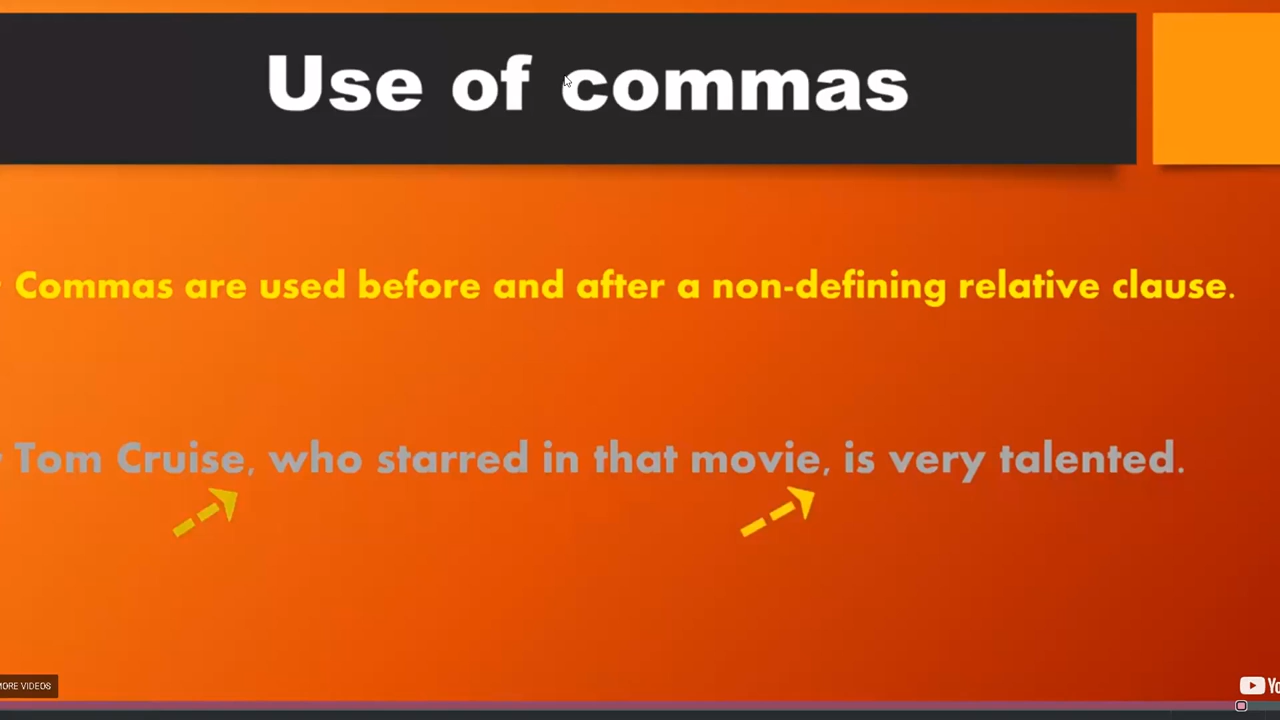 Use of commas
Commas are used before and after a non-defining relative clause.
Tom Cruise, who starred in that movie, is very talented.
MORE VIDEOS